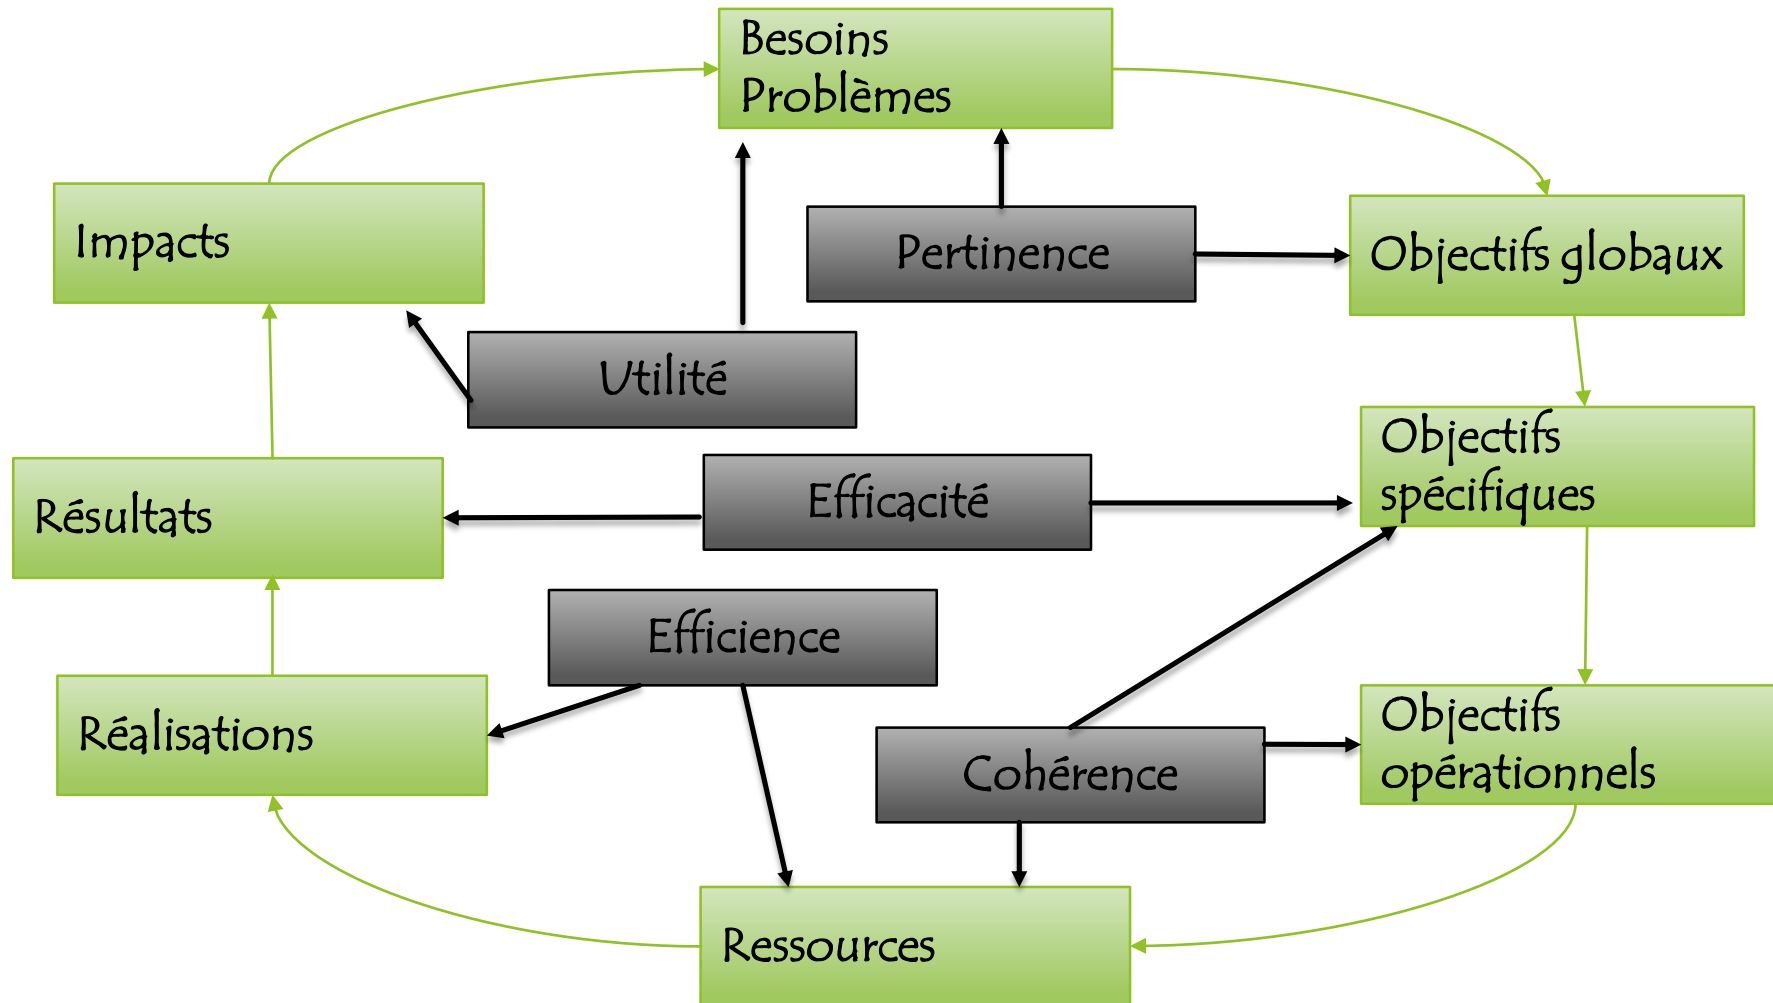 Besoins
Problèmes
Impacts
Pertinence
Objectifs globaux
Utilité
Objectifs
spécifiques
Efficacité
Résultats
Efficience
Réalisations
Objectifs
opérationnels
Cohérence
Ressources